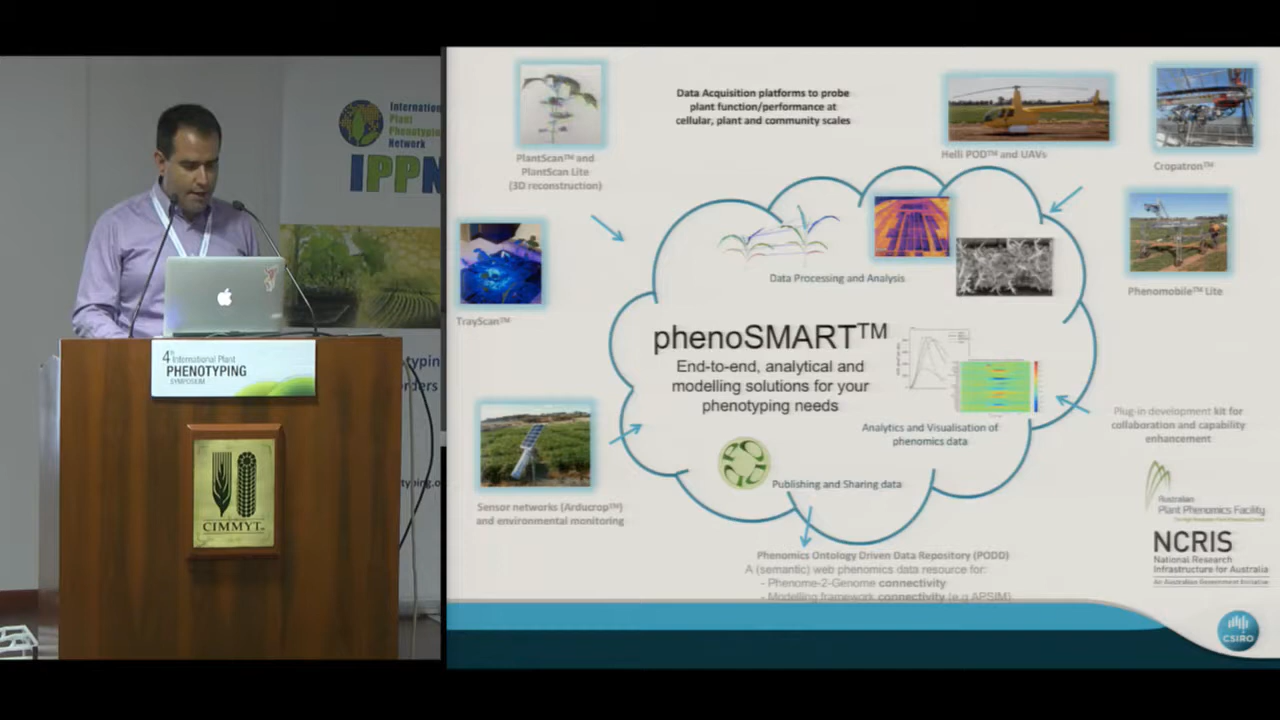 International
Plant
Phenotyping
Network
IPPN
4th International Plant
PHENOTYPING
SYMPOSIUM
CIMMYT
Data Acquisition platforms to probe
plant function/performance at
cellular, plant and community scales
PlantScan™ and
PlantScan Lite
(3D reconstruction)
Helli POD™ and UAVs
Cropatron™
TrayScan™
Phenomobile™ Lite
Data Processing and Analysis
phenoSMART™
End-to-end, analytical and
modelling solutions for your
phenotyping needs
Analytics and Visualisation of
phenomics data
Plug-in development kit for
collaboration and capability
enhancement
Publishing and Sharing data
Sensor networks (Arducrop™)
and environmental monitoring
Phenomics Ontology Driven Data Repository (PODD)
A (semantic) web phenomics data resource for:
- Phenome-2-Genome connectivity
- Modelling framework connectivity (e.g APSIM)
Australian
Plant Phenomics Facility
NCRIS
National Research
Infrastructure for Australia
An Australian Government Initiative
CSIRO